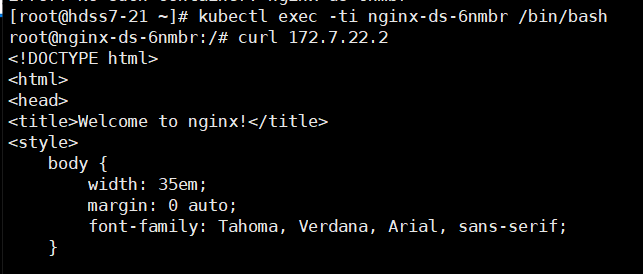 [root@hdss7-21 ~]# kubectl exec -ti nginx-ds-6nmbr /bin/bash
root@nginx-ds-6nmbr:/# curl 172.7.22.2
<!DOCTYPE html>
<html>
<head>
<title>Welcome to nginx!</title>
<style>
    body {
        width: 35em;
        margin: 0 auto;
        font-family: Tahoma, Verdana, Arial, sans-serif;
    }